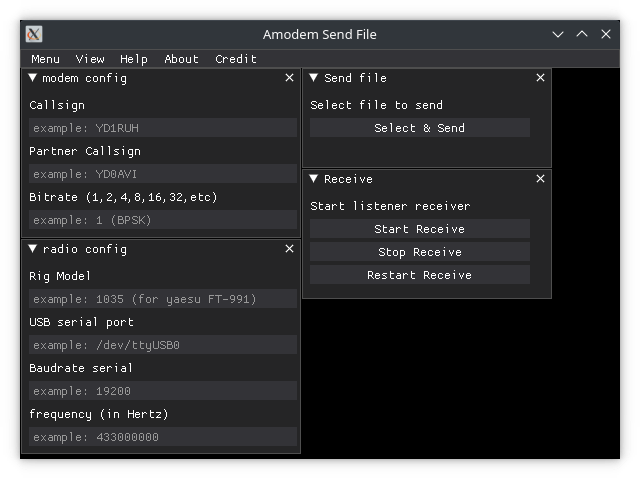 Amodem Send File
Menu View Help About Credit
modem config
Callsign
example: YD1RUH
Partner Callsign
example: YD0AVI
Bitrate (1,2,4,8,16,32,etc)
example: 1 (BPSK)
radio config
Rig Model
example: 1035 (for yaesu FT-991)
USB serial port
example: /dev/ttyUSB0
Baudrate serial
example: 19200
frequency (in Hertz)
example: 433000000
Send file
Select file to send
Select & Send
Receive
Start listener receiver
Start Receive
Stop Receive
Restart Receive